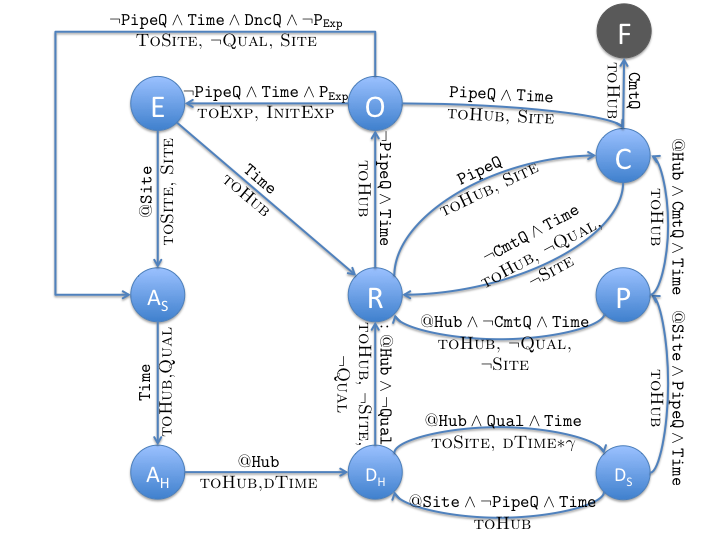 ¬PipeQ ∧ Time ∧ DncQ ∧ ¬P_Exp
TOSITE, ¬QUAL, SITE
F
CmtQ
TOHUB
E
¬PipeQ ∧ Time ∧ P_Exp
TOEXP, INITEXP
O
PipeQ ∧ Time
TOHUB, SITE
C
@Site
TOSITE, SITE
Time
TOHUB
¬PipeQ ∧ Time
TOHUB
PipeQ
TOHUB, SITE
¬CmtQ ∧ Time
TOHUB, ¬QUAL,
¬SITE
@Hub ∧ CmtQ ∧ Time
TOHUB
A_S
R
P
@Hub ∧ ¬CmtQ ∧ Time
TOHUB, ¬QUAL,
¬SITE
Time
TOHUB,QUAL
: @Hub ∧ ¬Qual
TOHUB, ¬SITE,
¬QUAL
@Site ∧ PipeQ ∧ Time
TOHUB
@Hub ∧ Qual ∧ Time
TOSITE, DTIME*γ
A_H
@Hub
TOHUB,DTIME
D_H
D_S
@Site ∧ ¬PipeQ ∧ Time
TOHUB